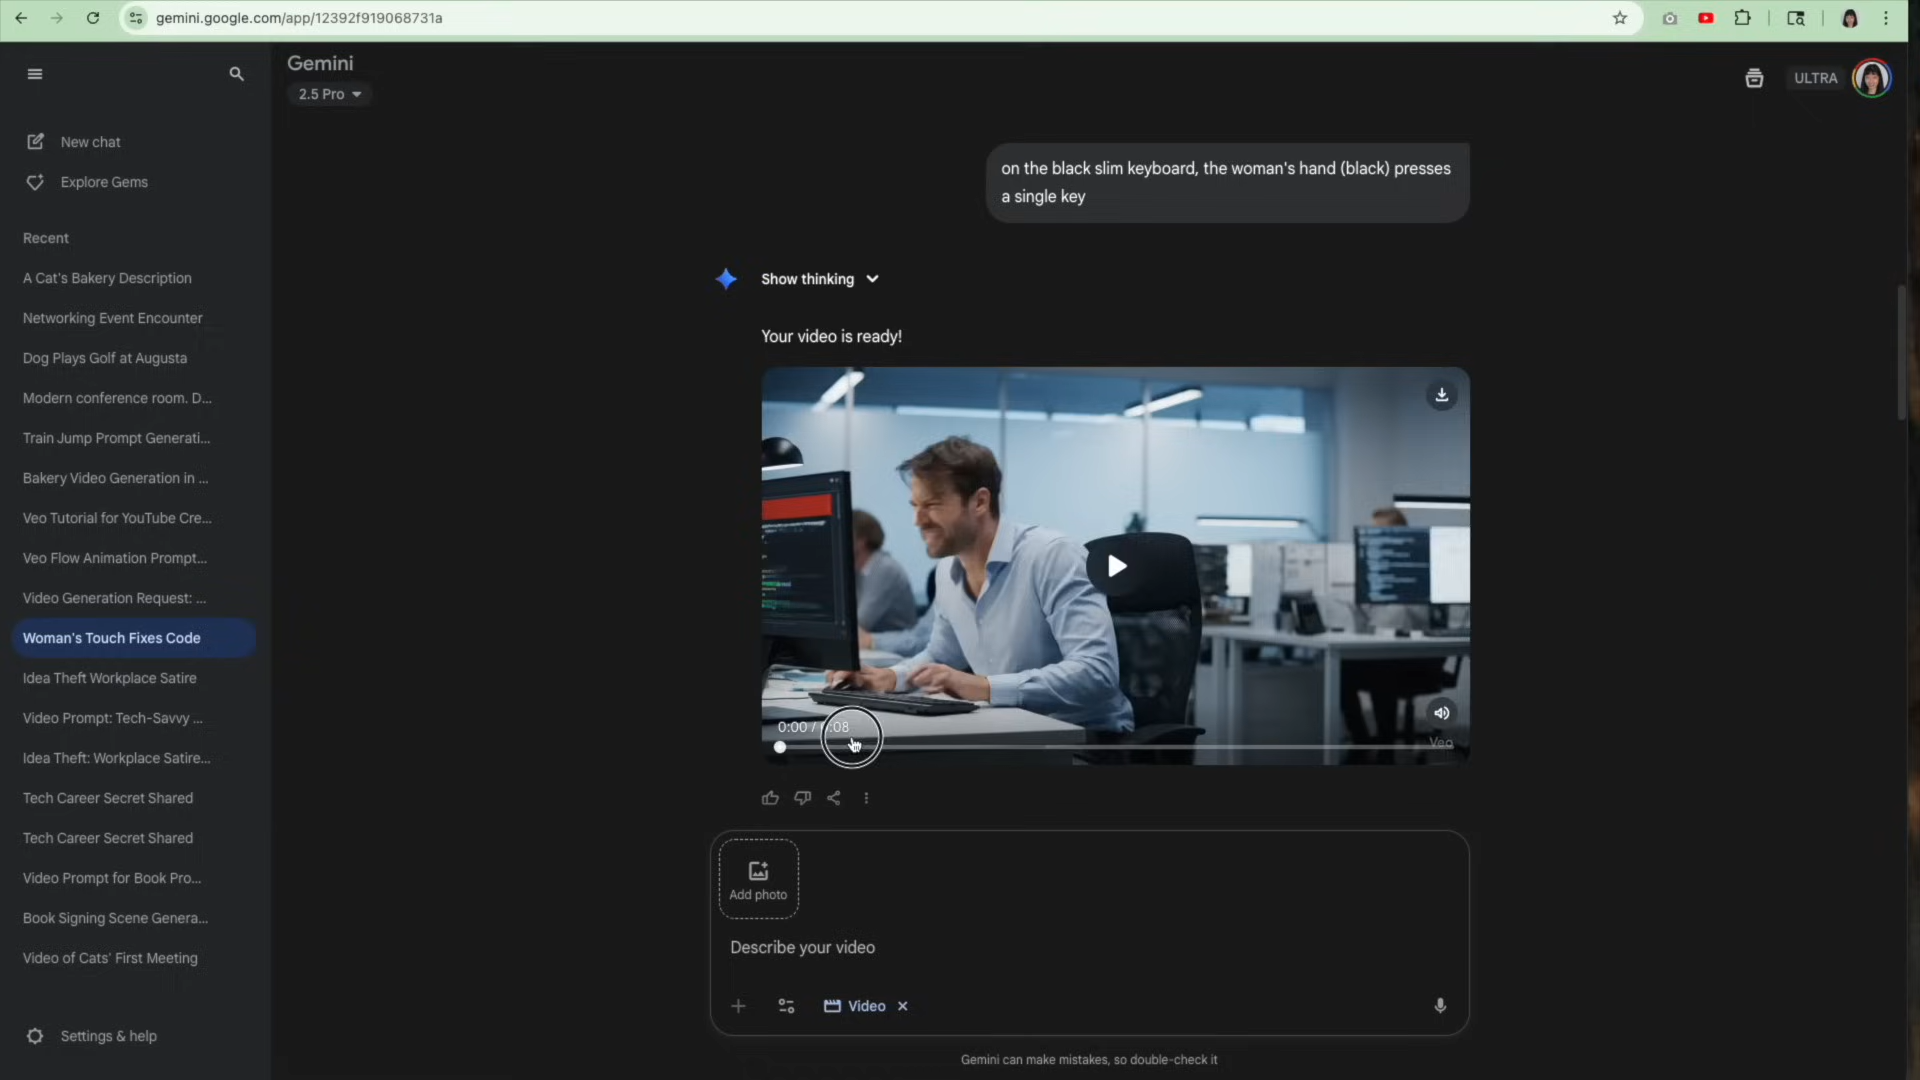 gemini.google.com/app/12392f919068731a
Gemini
2.5 Pro
ULTRA
New chat
Explore Gems
Recent
A Cat's Bakery Description
Networking Event Encounter
Dog Plays Golf at Augusta
Modern conference room. D...
Train Jump Prompt Generati...
Bakery Video Generation in ...
Veo Tutorial for YouTube Cre...
Veo Flow Animation Prompt...
Video Generation Request: ...
Woman's Touch Fixes Code
Idea Theft Workplace Satire
Video Prompt: Tech-Savvy ...
Idea Theft: Workplace Satire...
Tech Career Secret Shared
Tech Career Secret Shared
Video Prompt for Book Pro...
Book Signing Scene Genera...
Video of Cats' First Meeting
Settings & help
on the black slim keyboard, the woman's hand (black) presses
a single key
Show thinking
Your video is ready!
0:00 / 0:08
Veo
Add photo
Describe your video
Video
Gemini can make mistakes, so double-check it